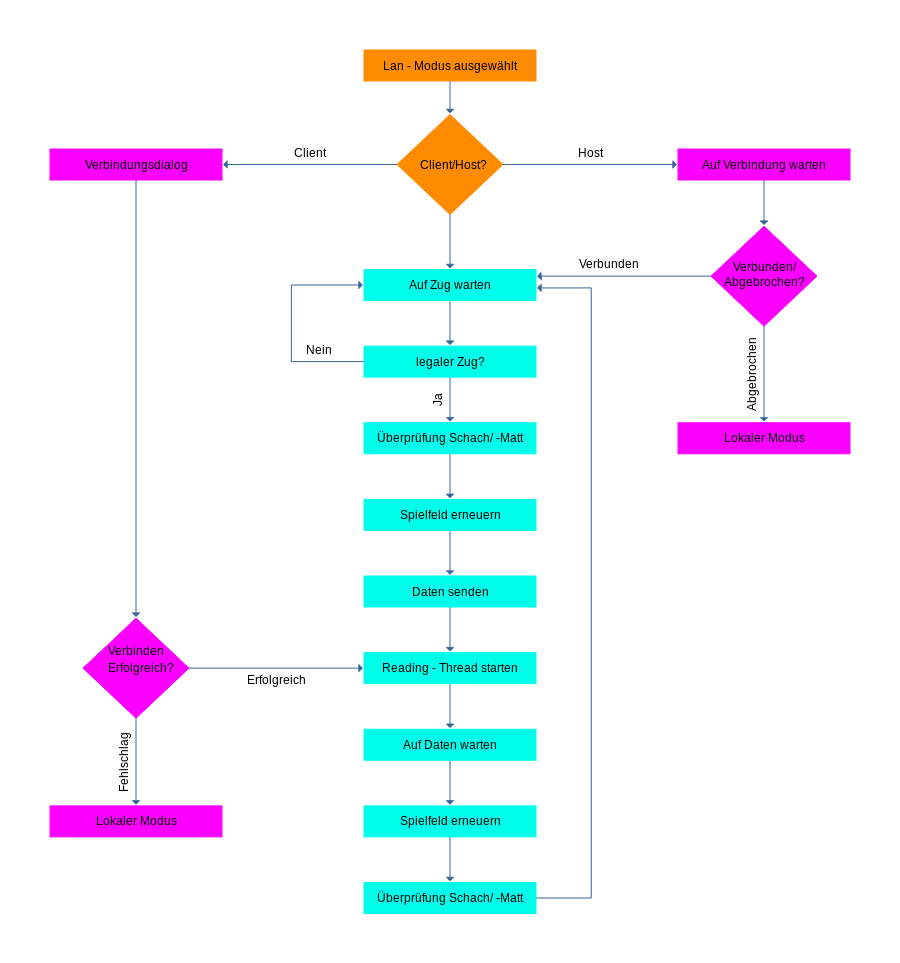 Lan - Modus ausgewählt
Client
Host
Verbindungsdialog
Client/Host?
Auf Verbindung warten
Verbunden
Verbunden/
Abgebrochen?
Auf Zug warten
Nein
legaler Zug?
Abgebrochen
Ja
Überprüfung Schach/ -Matt
Lokaler Modus
Spielfeld erneuern
Daten senden
Verbinden
Erfolgreich?
Reading - Thread starten
Erfolgreich
Fehlschlag
Auf Daten warten
Lokaler Modus
Spielfeld erneuern
Überprüfung Schach/ -Matt